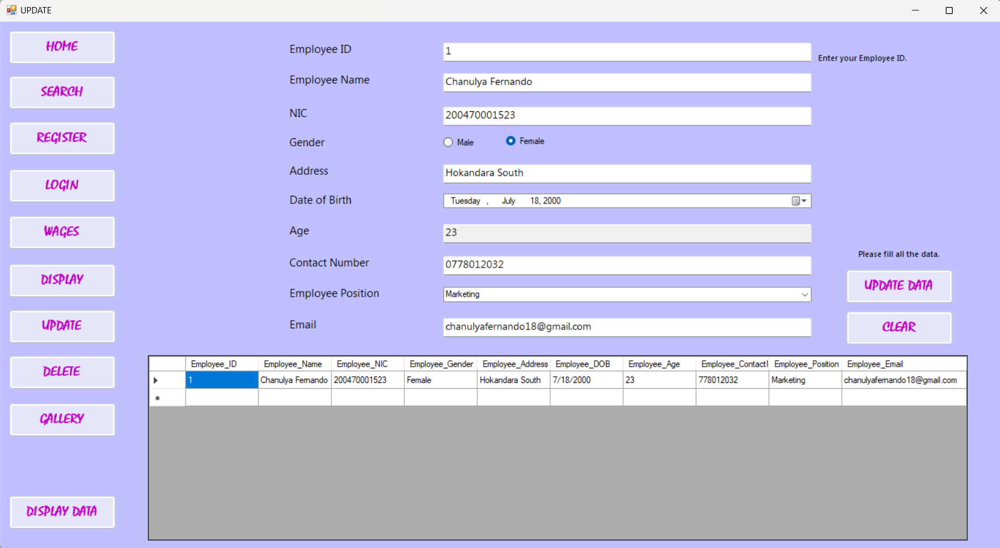 UPDATE
HOME
SEARCH
REGISTER
LOGIN
WAGES
DISPLAY
UPDATE
DELETE
GALLERY
DISPLAY DATA
Employee ID 1 Enter your Employee ID.
Employee Name Chanulya Fernando
NIC 200470001523
Gender Male Female
Address Hokandara South
Date of Birth Tuesday , July 18, 2000
Age 23
Contact Number 0778012032
Employee Position Marketing
Email chanulyafernando18@gmail.com
Please fill all the data.
UPDATE DATA
CLEAR
Employee_ID Employee_Name Employee_NIC Employee_Gender Employee_Address Employee_DOB Employee_Age Employee_Contact Employee_Position Employee_Email
1 Chanulya Fernando 200470001523 Female Hokandara South 7/18/2000 23 778012032 Marketing chanulyafernando18@gmail.com